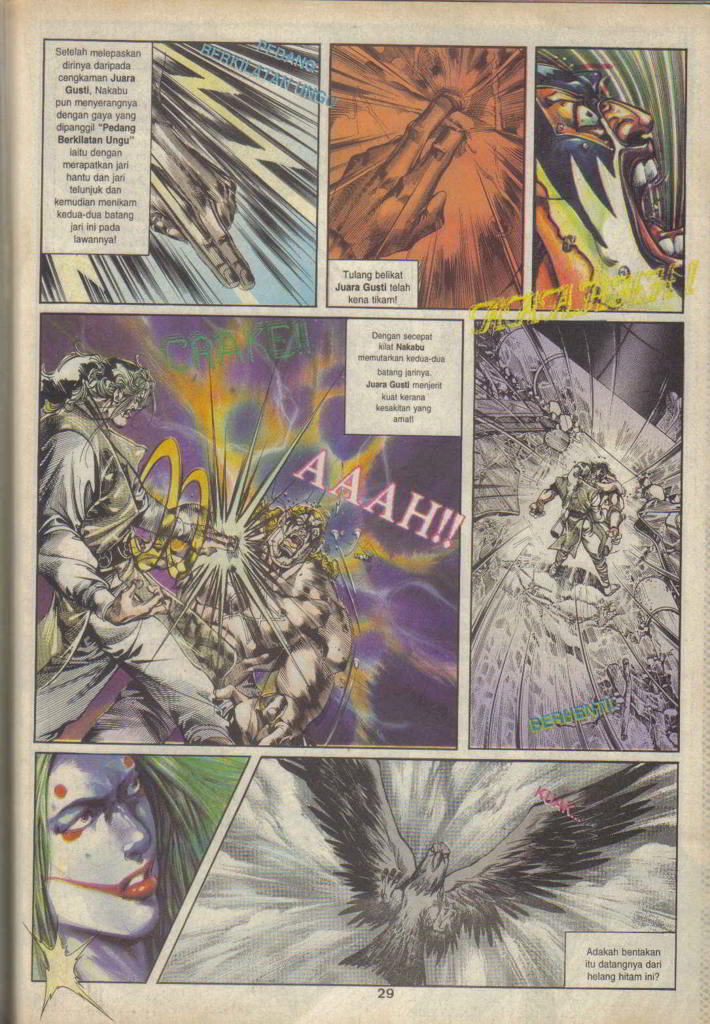 Setelah melepaskan
dirinya daripada
cengkaman Juara
Gusti, Nakabu
pun menyerangnya
dengan gaya yang
dipanggil "Pedang
Berkilatan Ungu"
iaitu dengan
merapatkan jari
hantu dan jari
telunjuk dan
kemudian menikam
kedua-dua batang
jari ini pada
lawannya!
PEDANG
BERKILATAN UNGU
Tulang belikat
Juara Gusti telah
kena tikam!
CRAKE!!
Dengan secepat
kilat Nakabu
memutarkan kedua-dua
batang jarinya.
Juara Gusti menjerit
kuat kerana
kesakitan yang
amat!
AAAH!!
BERHENTI!
KUAK...
Adakah bentakan
itu datangnya dari
helang hitam ini?
29